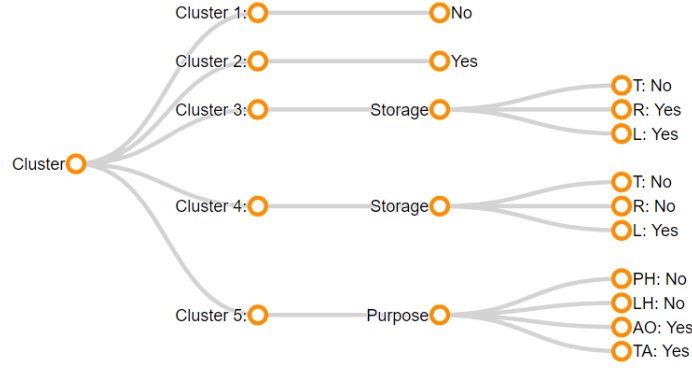 Cluster 1: No
Cluster 2: Yes
T: No
Cluster 3: Storage R: Yes
L: Yes
Cluster
T: No
Cluster 4: Storage R: No
L: Yes
PH: No
LH: No
Cluster 5: Purpose
AO: Yes
TA: Yes